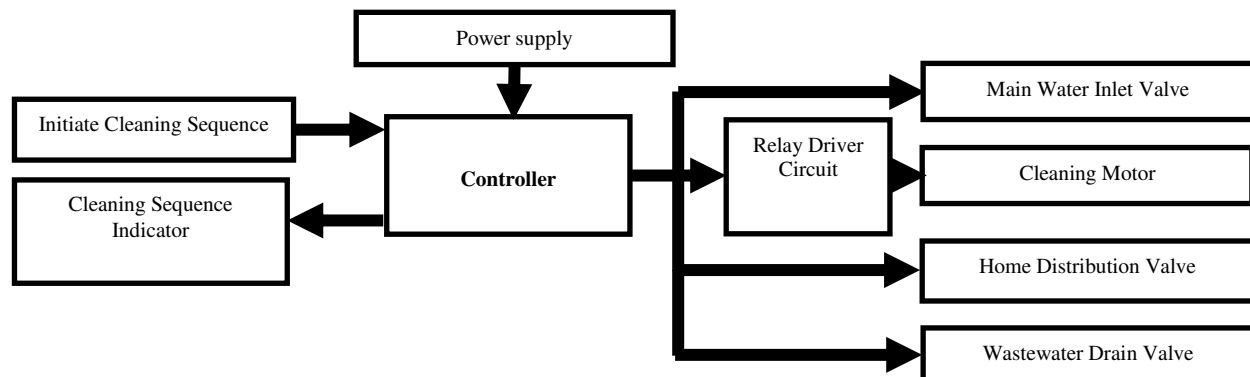 Power supply
Main Water Inlet Valve
Initiate Cleaning Sequence
Relay Driver
Circuit
Controller
Cleaning Motor
Cleaning Sequence
Indicator
Home Distribution Valve
Wastewater Drain Valve